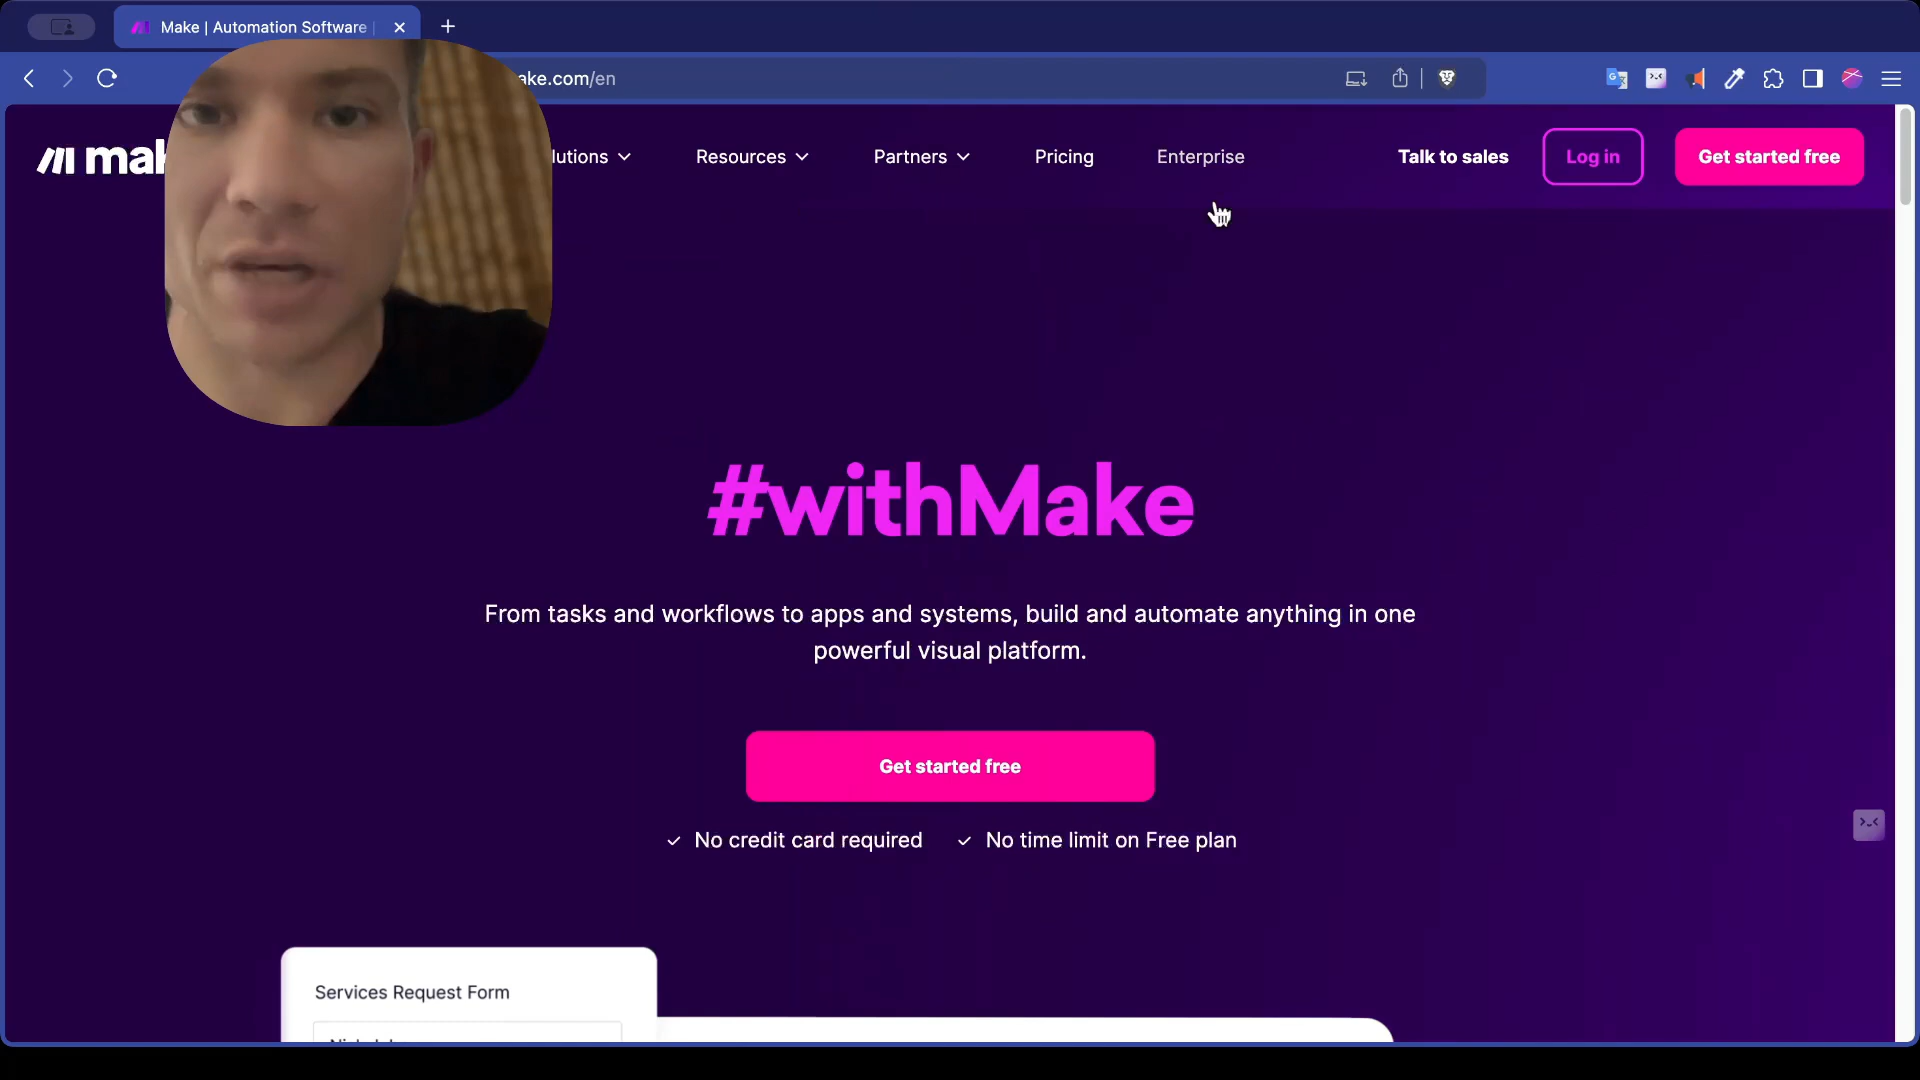 Make | Automation Software |
ake.com/en
mak
lutions
Resources
Partners
Pricing
Enterprise
Talk to sales
Log in
Get started free
#withMake
From tasks and workflows to apps and systems, build and automate anything in one
powerful visual platform.
Get started free
No credit card required
No time limit on Free plan
Services Request Form